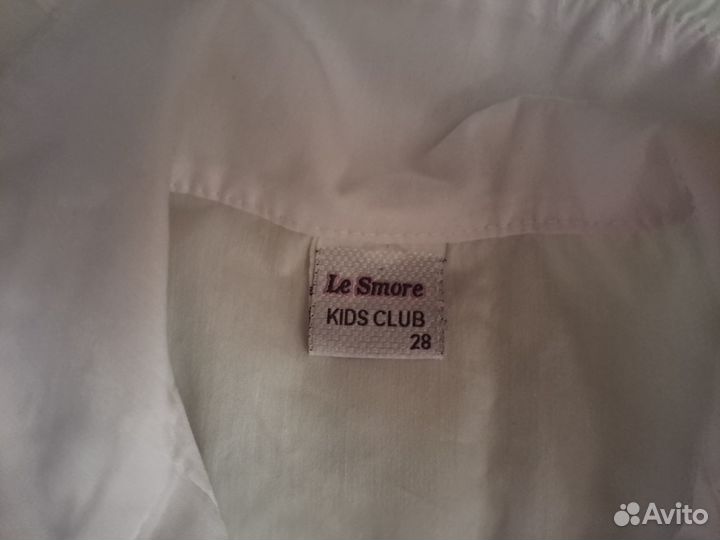 Le Smore
KIDS CLUB
28
Avito